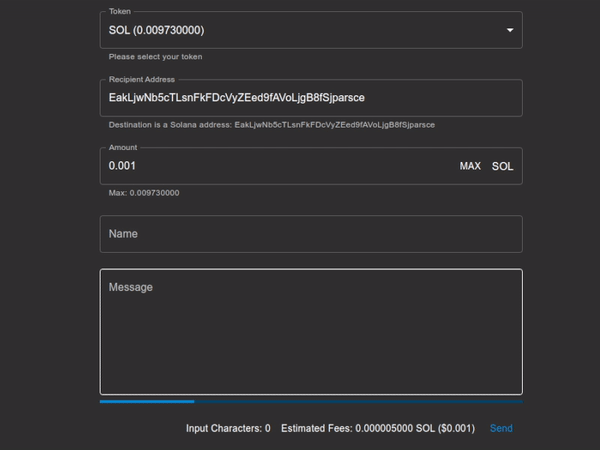 Token
SOL (0.009730000)
Please select your token
Recipient Address
EakLjwNb5cTLsnFkFDcVyZEed9fAVoLjgB8fSjparsce
Destination is a Solana address: EakLjwNb5cTLsnFkFDcVyZEed9fAVoLjgB8fSjparsce
Amount
0.001 MAX SOL
Max: 0.009730000
Name
Message
Input Characters: 0 Estimated Fees: 0.000005000 SOL ($0.001) Send